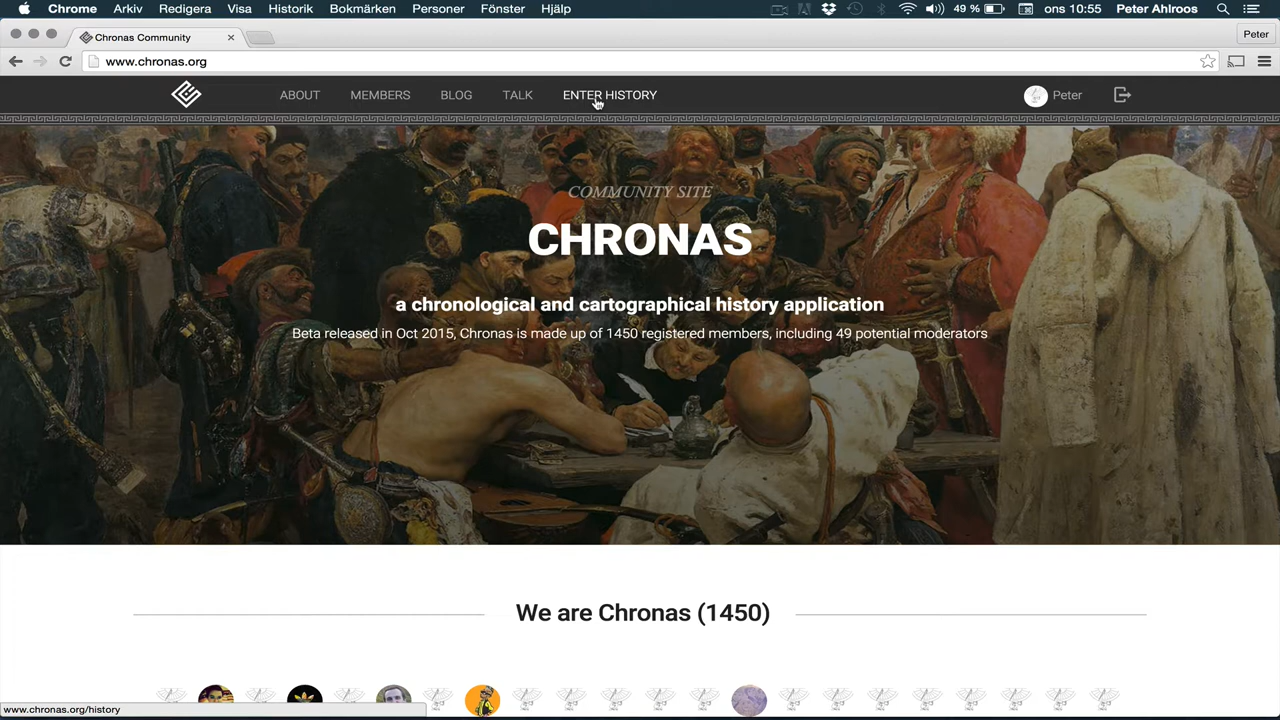 Chrome Arkiv Redigera Visa Historik Bokmärken Personer Fönster Hjälp 49 % ons 10:55 Peter Ahlroos
Chronas Community
Peter
www.chronas.org
ABOUT MEMBERS BLOG TALK ENTER HISTORY Peter
COMMUNITY SITE
CHRONAS
a chronological and cartographical history application
Beta released in Oct 2015, Chronas is made up of 1450 registered members, including 49 potential moderators
We are Chronas (1450)
www.chronas.org/history